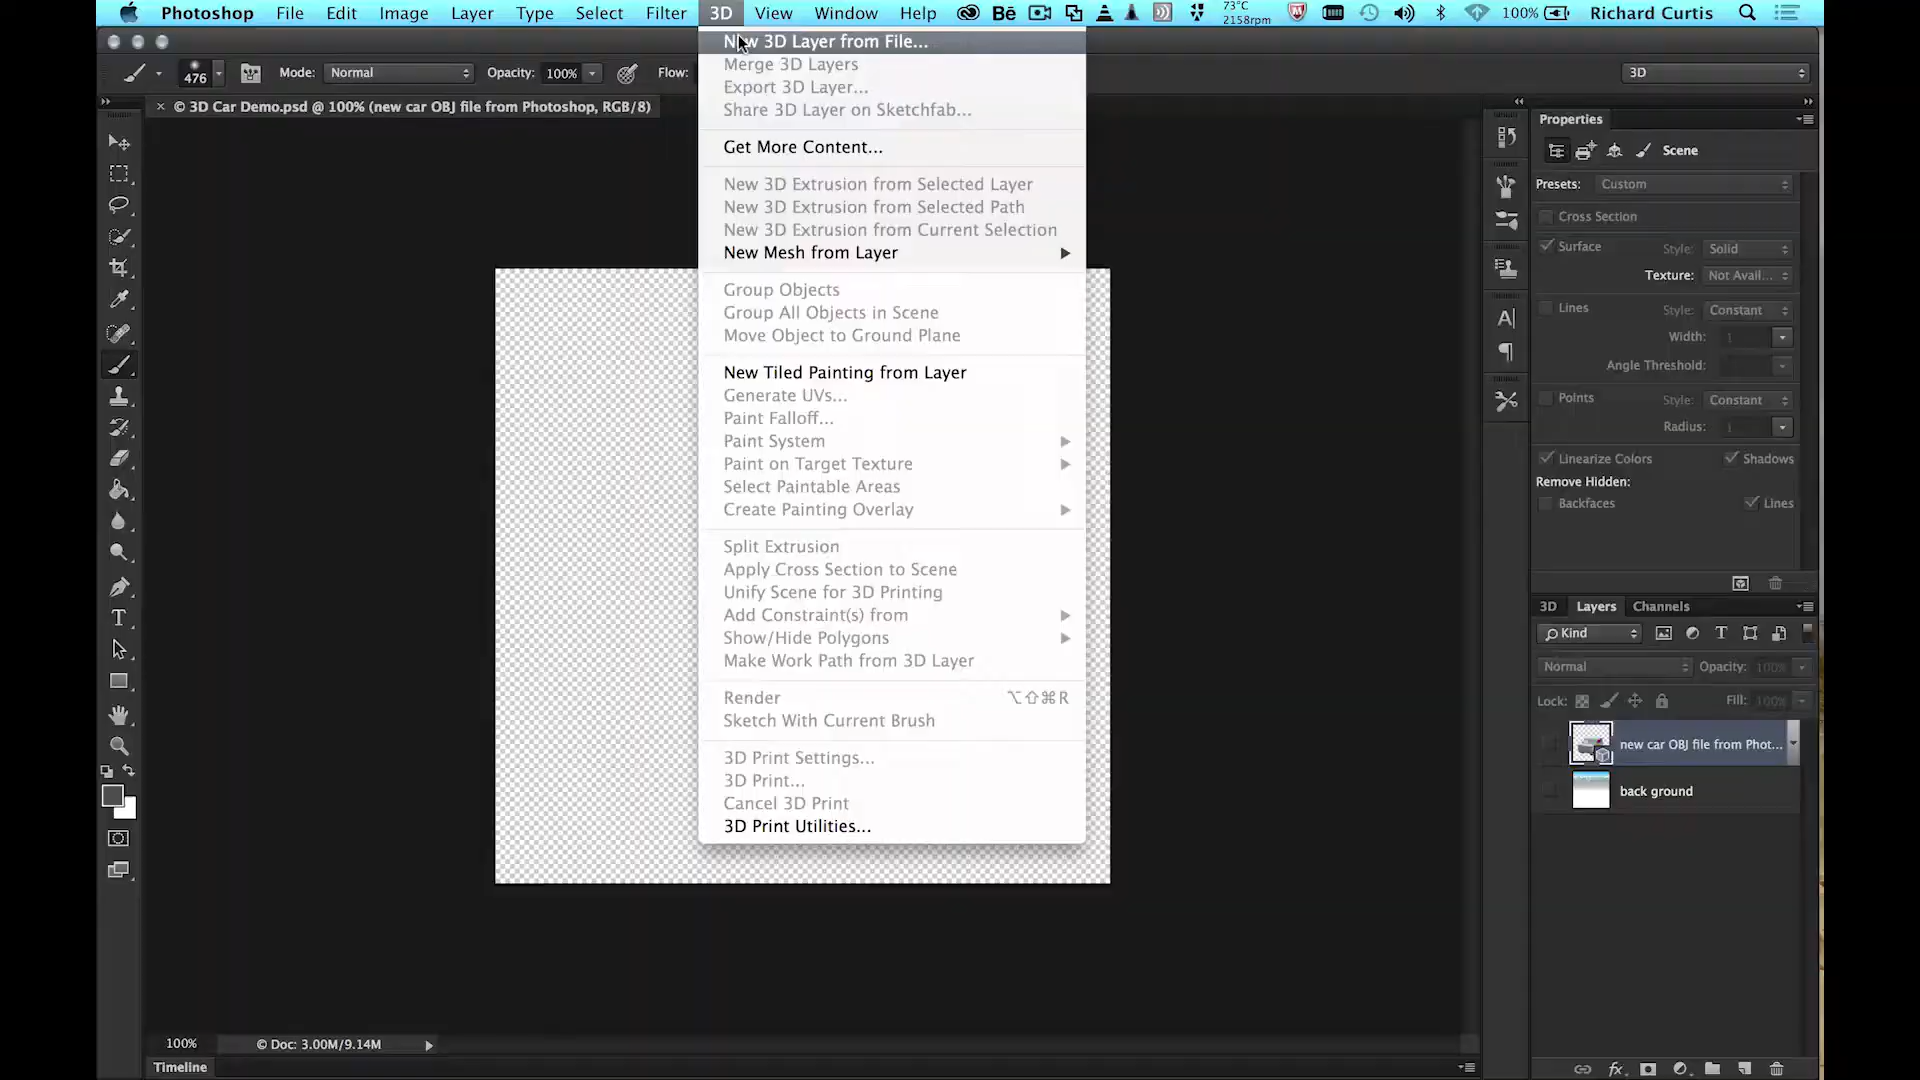 Photoshop File Edit Image Layer Type Select Filter 3D View Window Help 73°C 2158rpm 100% Richard Curtis
476 Mode: Normal Opacity: 100% Flow: 3D
© 3D Car Demo.psd @ 100% (new car OBJ file from Photoshop, RGB/8)
New 3D Layer from File...
Merge 3D Layers
Export 3D Layer...
Share 3D Layer on Sketchfab...
Get More Content...
New 3D Extrusion from Selected Layer
New 3D Extrusion from Selected Path
New 3D Extrusion from Current Selection
New Mesh from Layer
Group Objects
Group All Objects in Scene
Move Object to Ground Plane
New Tiled Painting from Layer
Generate UVs...
Paint Falloff...
Paint System
Paint on Target Texture
Select Paintable Areas
Create Painting Overlay
Split Extrusion
Apply Cross Section to Scene
Unify Scene for 3D Printing
Add Constraint(s) from
Show/Hide Polygons
Make Work Path from 3D Layer
Render ⌥⇧⌘R
Sketch With Current Brush
3D Print Settings...
3D Print...
Cancel 3D Print
3D Print Utilities...
Properties
Scene
Presets: Custom
Cross Section
Surface Style: Solid
Texture: Not Avail...
Lines Style: Constant
Width: 1
Angle Threshold:
Points Style: Constant
Radius: 1
Linearize Colors Shadows
Remove Hidden:
Backfaces Lines
3D Layers Channels
Kind
Normal Opacity: 100%
Lock: Fill: 100%
new car OBJ file from Phot...
back ground
100% © Doc: 3.00M/9.14M
Timeline